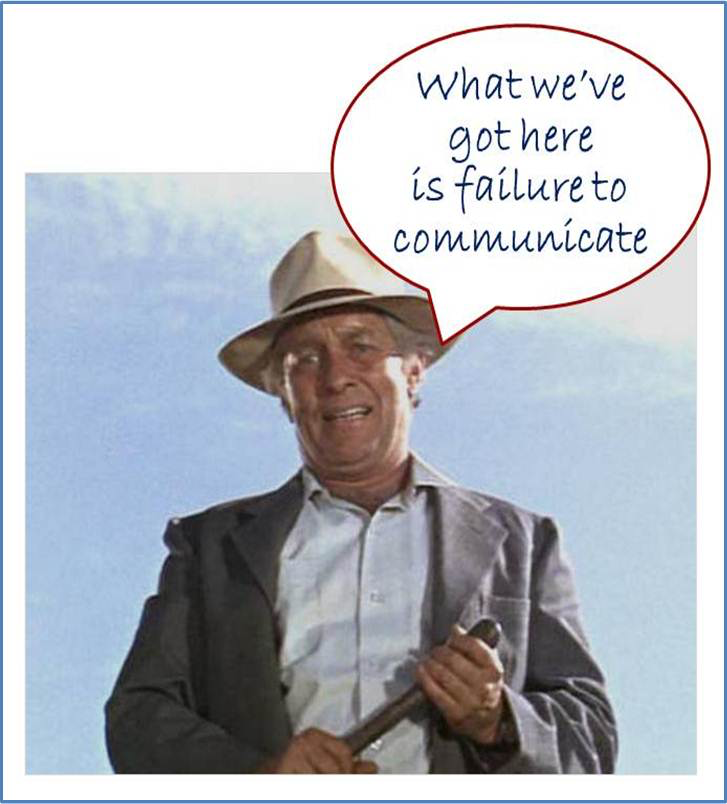 What we've
got here
is failure to
communicate